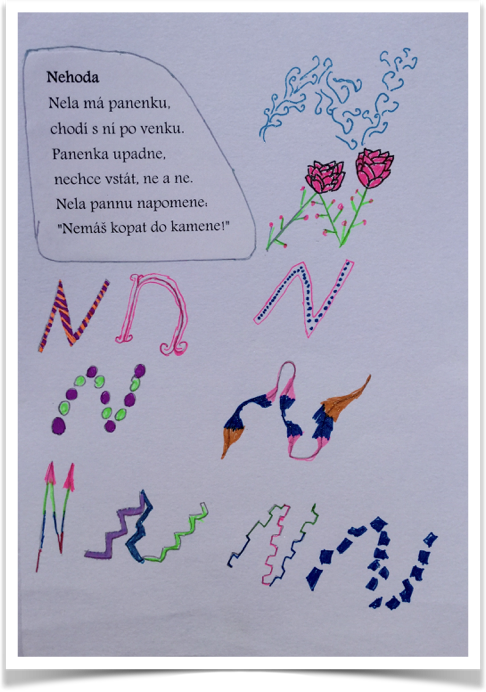 Nehoda
Nela má panenku,
chodí s ní po venku.
Panenka upadne,
nechce vstát, ne a ne.
Nela pannu napomene:
"Nemáš kopat do kamene!"
N n N
N N
N N N N